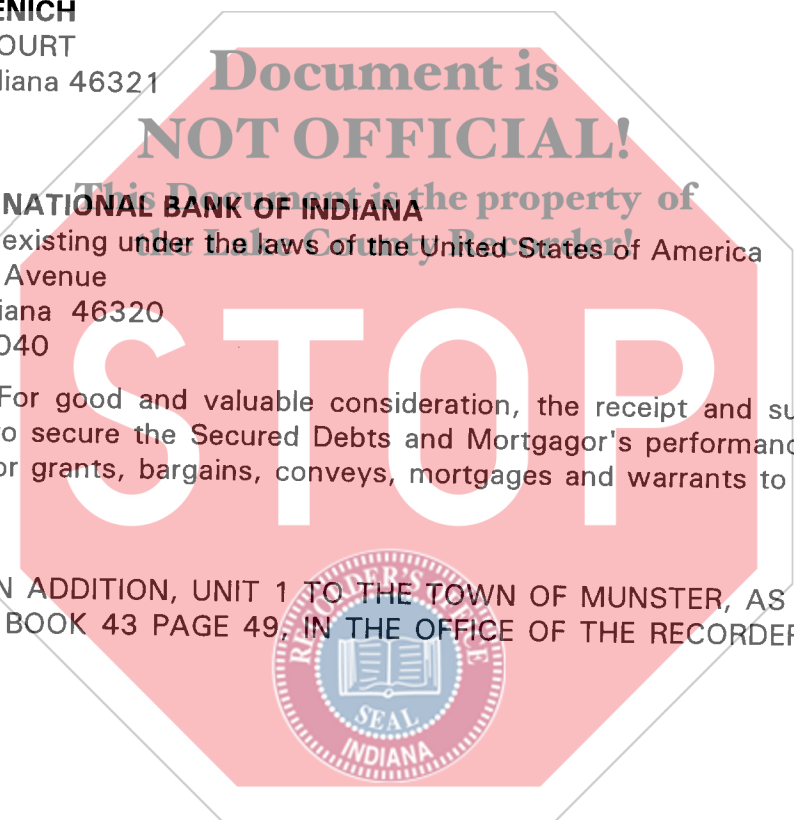 ENICH
OURT
diana 46321
Document is
NOT OFFICIAL!
This Document is the property of
the Lake County Recorder!
NATIONAL BANK OF INDIANA
existing under the laws of the United States of America
Avenue
iana 46320
040
STOP
For good and valuable consideration, the receipt and su
o secure the Secured Debts and Mortgagor's performanc
or grants, bargains, conveys, mortgages and warrants to
N ADDITION, UNIT 1 TO THE TOWN OF MUNSTER, AS
BOOK 43 PAGE 49, IN THE OFFICE OF THE RECORDER
RECORDER'S OFFICE
SEAL
INDIANA